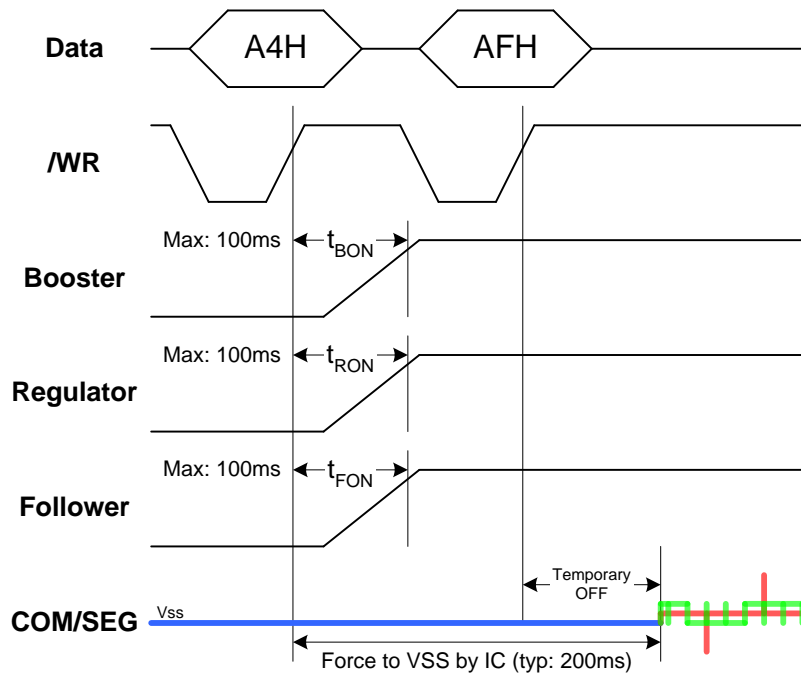 Data
A4H
AFH
/WR
Max: 100ms
tBON
Booster
Max: 100ms
tRON
Regulator
Max: 100ms
tFON
Follower
Temporary
OFF
COM/SEG
Vss
Force to VSS by IC (typ: 200ms)